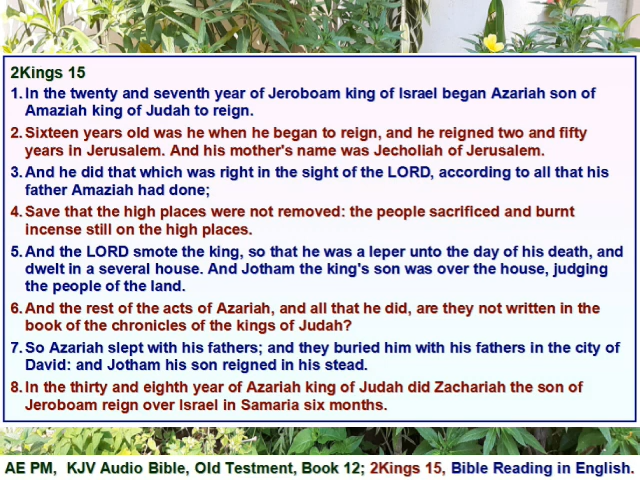 2Kings 15
1. In the twenty and seventh year of Jeroboam king of Israel began Azariah son of
Amaziah king of Judah to reign.
2. Sixteen years old was he when he began to reign, and he reigned two and fifty
years in Jerusalem. And his mother's name was Jecholiah of Jerusalem.
3. And he did that which was right in the sight of the LORD, according to all that his
father Amaziah had done;
4. Save that the high places were not removed: the people sacrificed and burnt
incense still on the high places.
5. And the LORD smote the king, so that he was a leper unto the day of his death, and
dwelt in a several house. And Jotham the king's son was over the house, judging
the people of the land.
6. And the rest of the acts of Azariah, and all that he did, are they not written in the
book of the chronicles of the kings of Judah?
7. So Azariah slept with his fathers; and they buried him with his fathers in the city of
David: and Jotham his son reigned in his stead.
8. In the thirty and eighth year of Azariah king of Judah did Zachariah the son of
Jeroboam reign over Israel in Samaria six months.
AE PM, KJV Audio Bible, Old Testment, Book 12; 2Kings 15, Bible Reading in English.